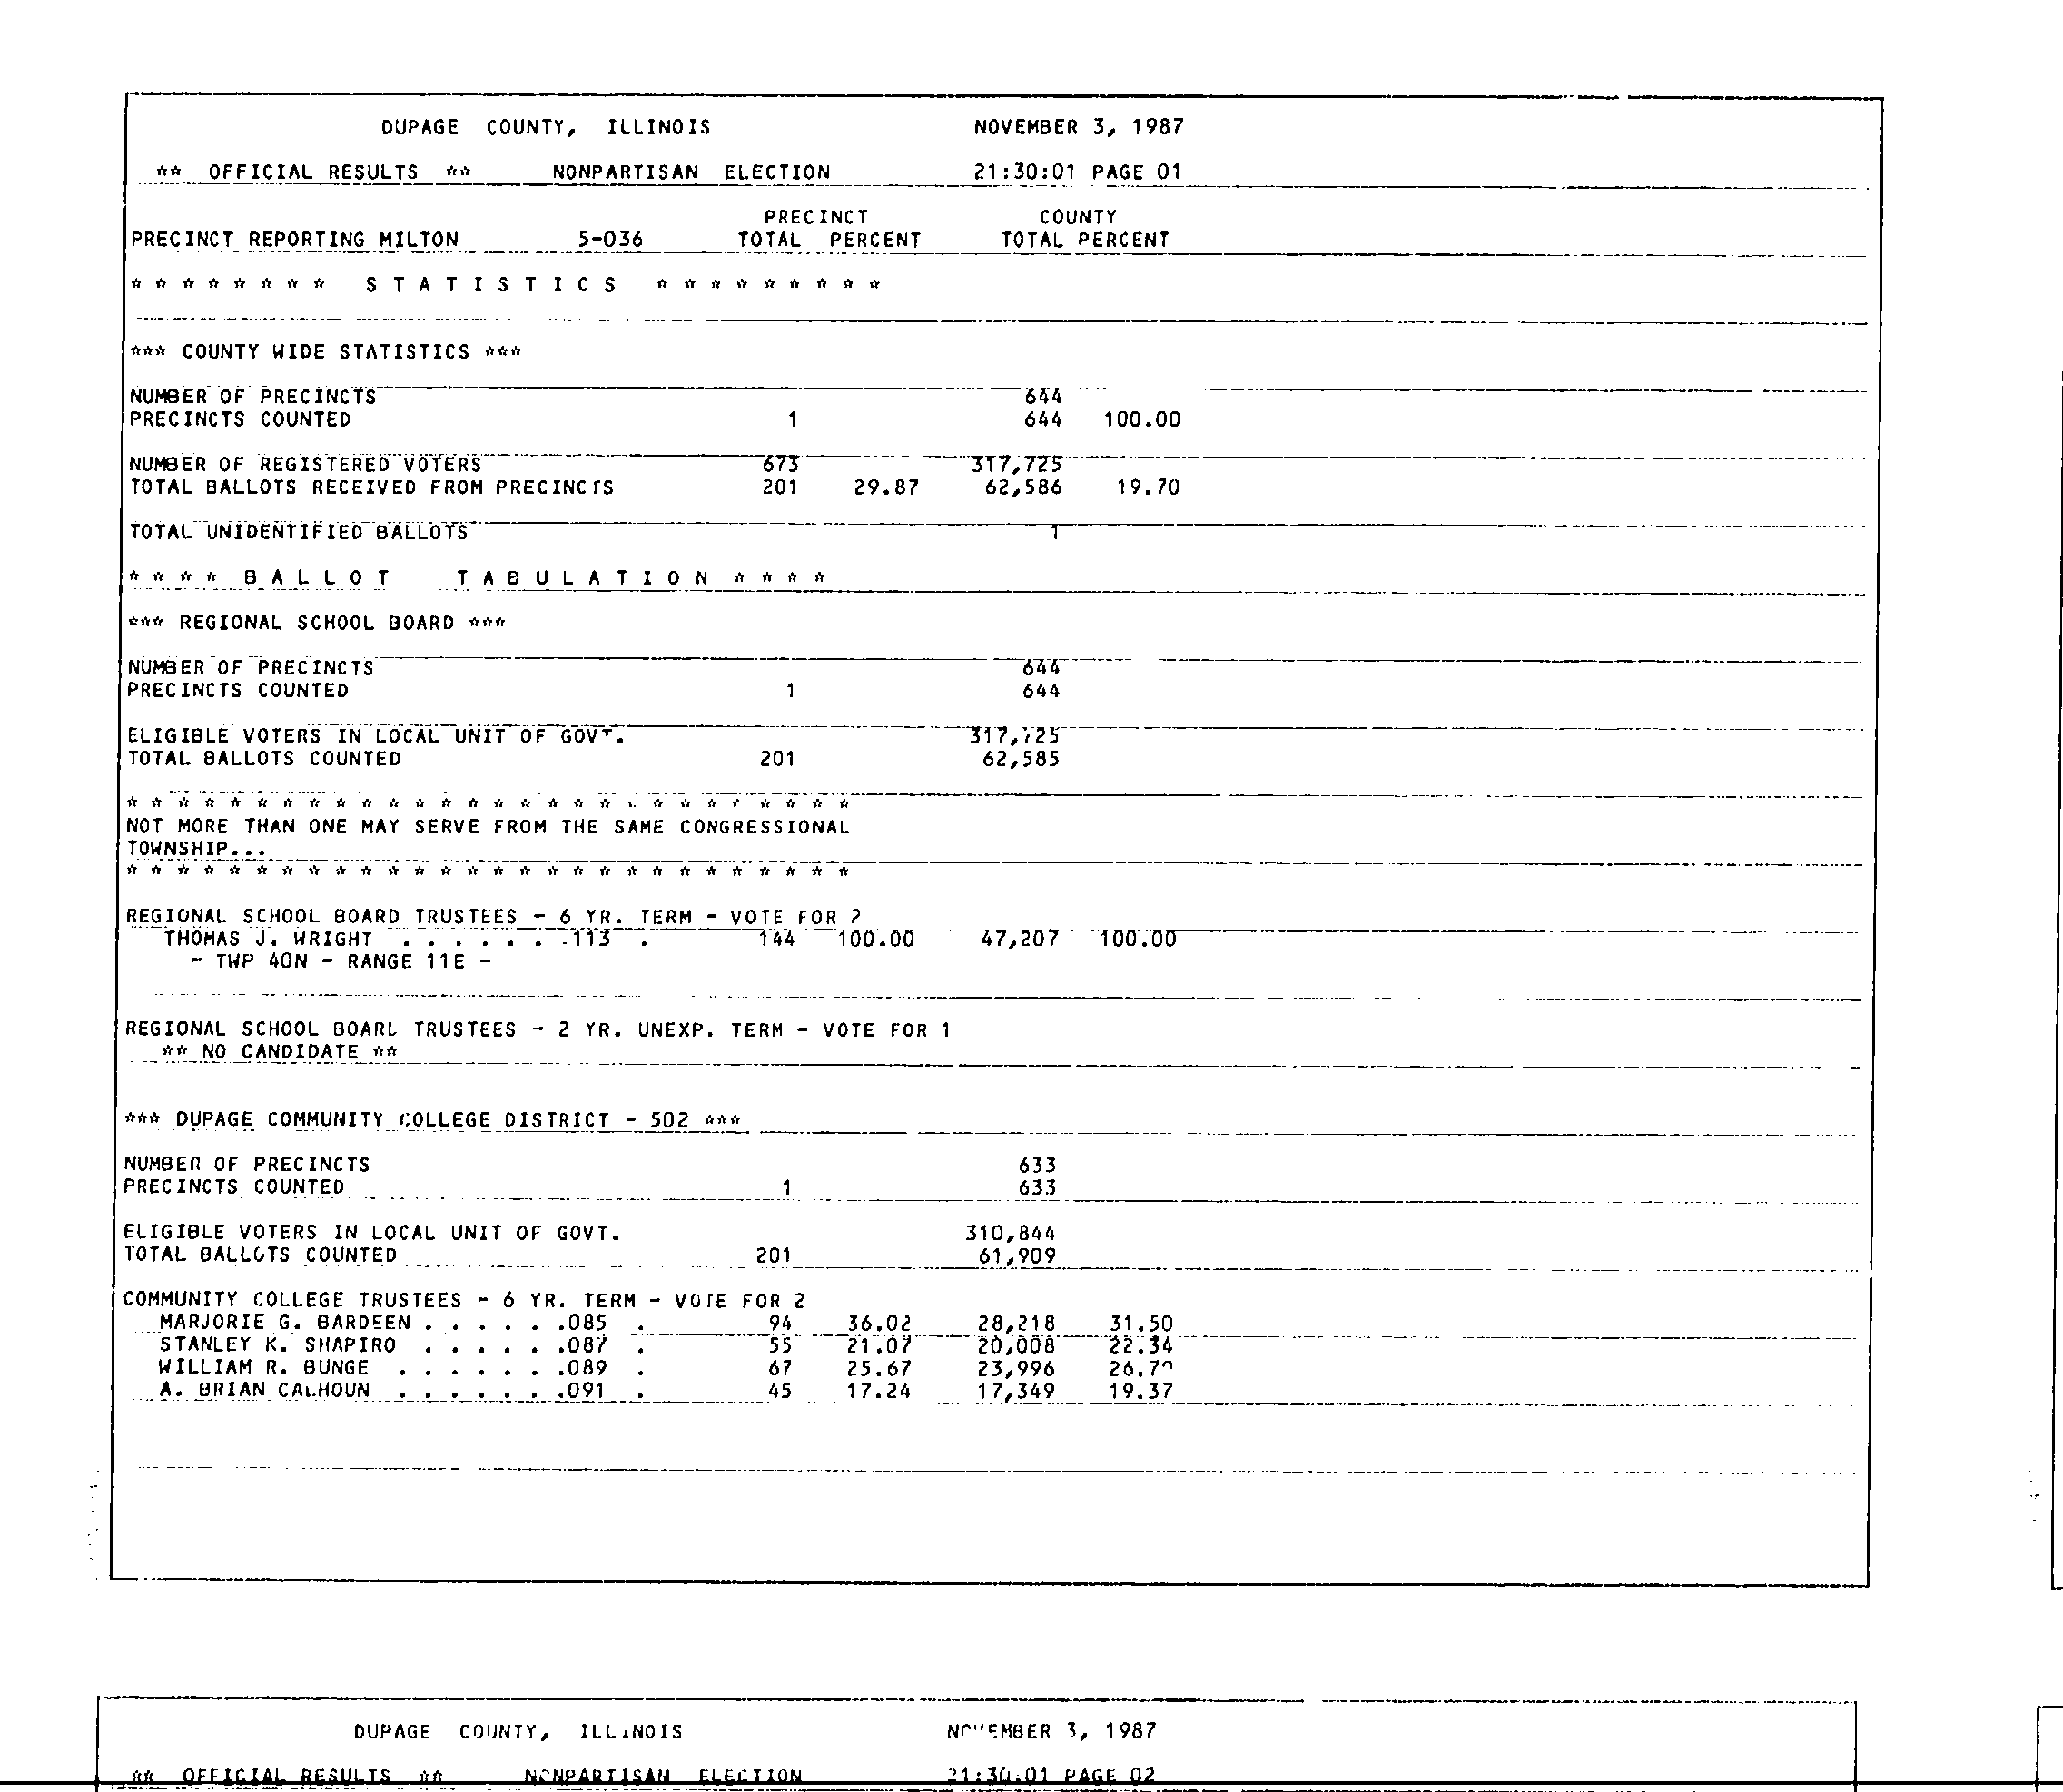 DUPAGE COUNTY, ILLINOIS NOVEMBER 3, 1987
** OFFICIAL RESULTS ** NONPARTISAN ELECTION 21:30:01 PAGE 01
PRECINCT COUNTY
PRECINCT REPORTING MILTON 5-036 TOTAL PERCENT TOTAL PERCENT
* * * * * * * * S T A T I S T I C S * * * * * * * * *
*** COUNTY WIDE STATISTICS ***
NUMBER OF PRECINCTS 644
PRECINCTS COUNTED 1 644 100.00
NUMBER OF REGISTERED VOTERS 673 317,725
TOTAL BALLOTS RECEIVED FROM PRECINCTS 201 29.87 62,586 19.70
TOTAL UNIDENTIFIED BALLOTS 1
* * * * B A L L O T T A B U L A T I O N * * * *
*** REGIONAL SCHOOL BOARD ***
NUMBER OF PRECINCTS 644
PRECINCTS COUNTED 1 644
ELIGIBLE VOTERS IN LOCAL UNIT OF GOVT. 317,725
TOTAL BALLOTS COUNTED 201 62,585
* * * * * * * * * * * * * * * * * * * * * * * * * * * *
NOT MORE THAN ONE MAY SERVE FROM THE SAME CONGRESSIONAL
TOWNSHIP...
* * * * * * * * * * * * * * * * * * * * * * * * * * * *
REGIONAL SCHOOL BOARD TRUSTEES - 6 YR. TERM - VOTE FOR 2
THOMAS J. WRIGHT . . . . . . .113 . 144 100.00 47,207 100.00
- TWP 40N - RANGE 11E -
REGIONAL SCHOOL BOARD TRUSTEES - 2 YR. UNEXP. TERM - VOTE FOR 1
** NO CANDIDATE **
*** DUPAGE COMMUNITY COLLEGE DISTRICT - 502 ***
NUMBER OF PRECINCTS 633
PRECINCTS COUNTED 1 633
ELIGIBLE VOTERS IN LOCAL UNIT OF GOVT. 310,844
TOTAL BALLOTS COUNTED 201 61,909
COMMUNITY COLLEGE TRUSTEES - 6 YR. TERM - VOTE FOR 2
MARJORIE G. BARDEEN . . . . . .085 . 94 36.02 28,218 31.50
STANLEY K. SHAPIRO . . . . . .087 . 55 21.07 20,008 22.34
WILLIAM R. BUNGE . . . . . . .089 . 67 25.67 23,996
A. BRIAN CALHOUN . . . . . . .091 . 45 17.24 17,349 19.37
DUPAGE COUNTY, ILLINOIS NOVEMBER 3, 1987
** OFFICIAL RESULTS ** NONPARTISAN ELECTION 21:30:01 PAGE 02